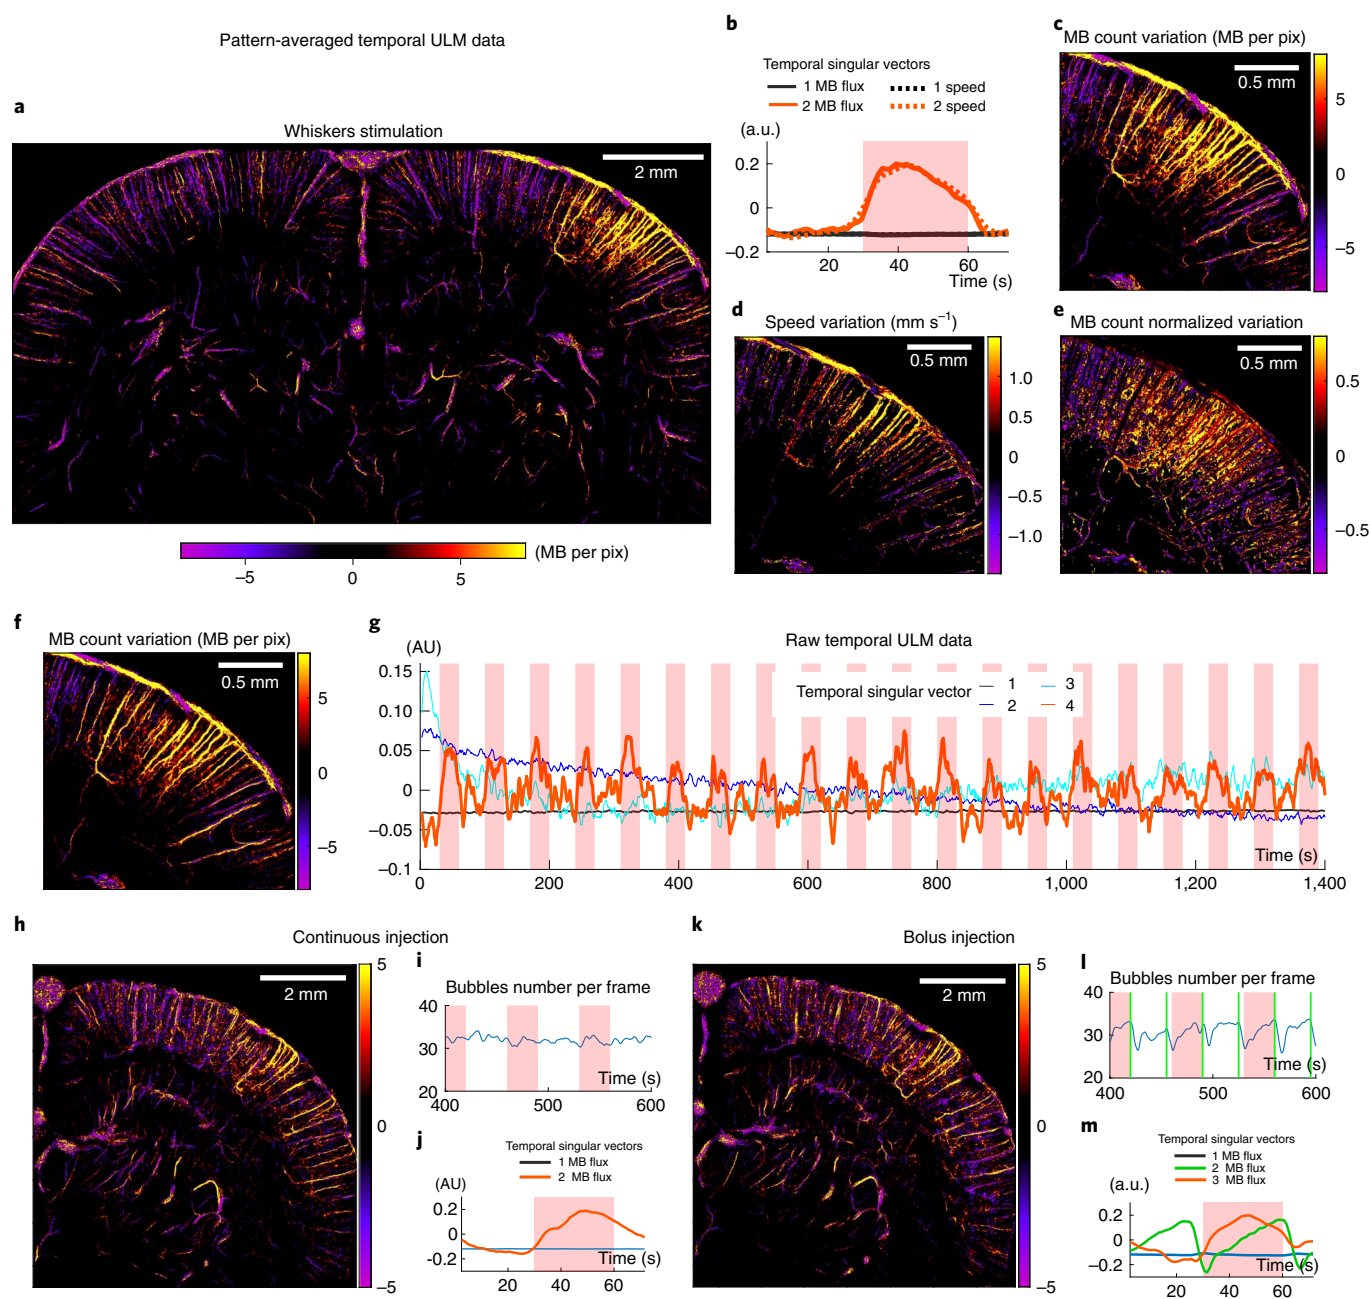 Pattern-averaged temporal ULM data
a
Whiskers stimulation
2 mm
−5
0
5
(MB per pix)
b
Temporal singular vectors
1 MB flux
1 speed
2 MB flux
2 speed
(a.u.)
0.2
0
−0.2
20
40
60
Time (s)
c
MB count variation (MB per pix)
0.5 mm
5
0
−5
d
Speed variation (mm s−1)
0.5 mm
1.0
0.5
0
−0.5
−1.0
e
MB count normalized variation
0.5 mm
0.5
0
−0.5
f
MB count variation (MB per pix)
0.5 mm
5
0
−5
g
(AU)
Raw temporal ULM data
Temporal singular vector
1
3
2
4
0.15
0.10
0.05
0
−0.05
−0.1
Time (s)
0
200
400
600
800
1,000
1,200
1,400
h
Continuous injection
2 mm
5
0
−5
i
Bubbles number per frame
40
30
20
Time (s)
400
500
600
j
Temporal singular vectors
1 MB flux
2 MB flux
(AU)
0.2
0
−0.2
Time (s)
20
40
60
k
Bolus injection
2 mm
5
0
−5
l
Bubbles number per frame
40
30
20
Time (s)
400
500
600
m
Temporal singular vectors
1 MB flux
2 MB flux
3 MB flux
(a.u.)
0.2
0
−0.2
Time (s)
20
40
60